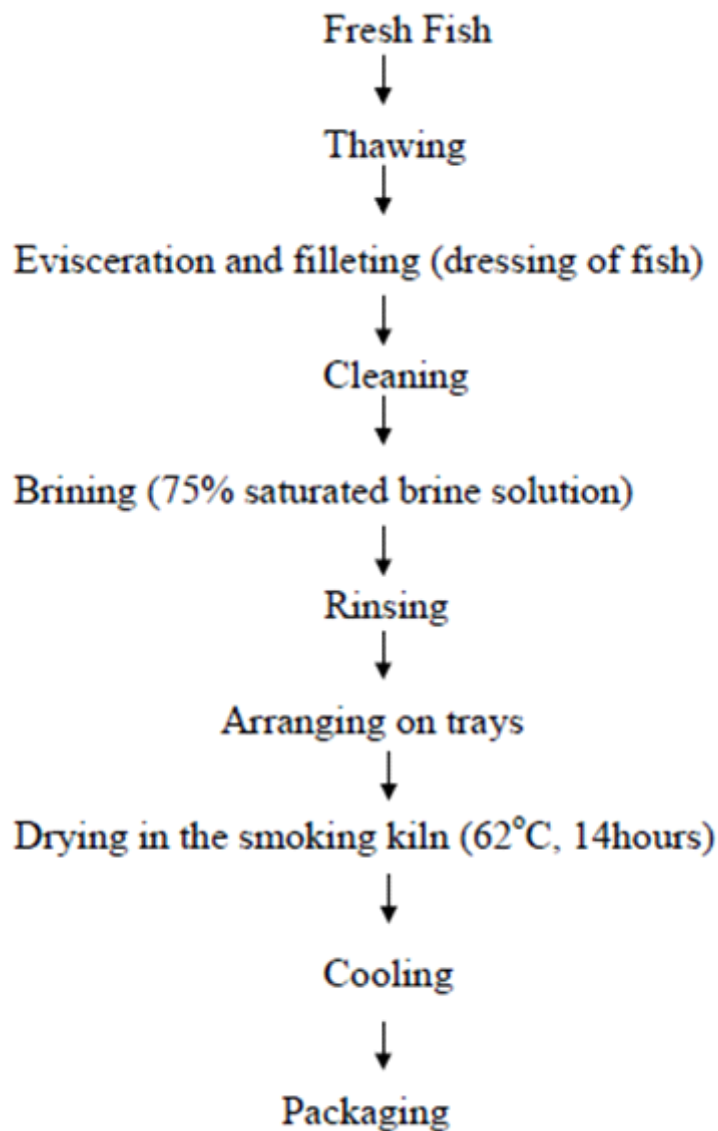 Fresh Fish
Thawing
Evisceration and filleting (dressing of fish)
Cleaning
Brining (75% saturated brine solution)
Rinsing
Arranging on trays
Drying in the smoking kiln (62°C, 14hours)
Cooling
Packaging